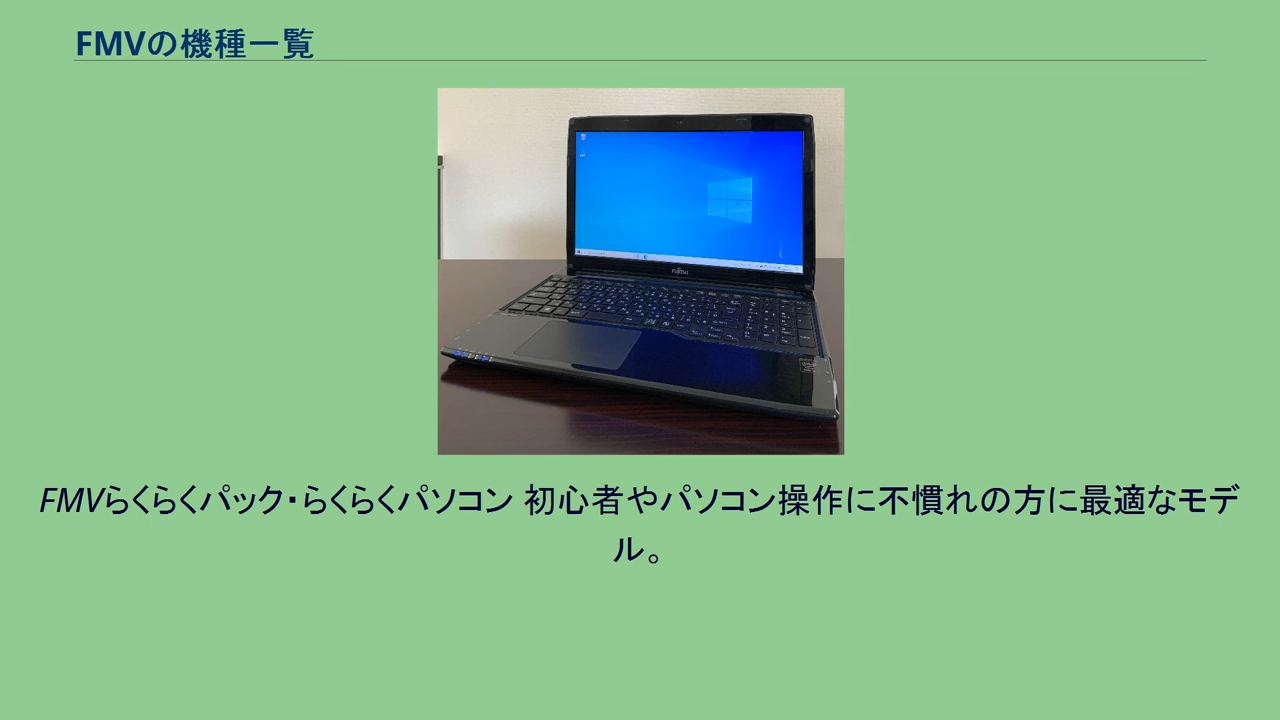 FMVの機種一覧
FUJITSU
FMVらくらくパック・らくらくパソコン 初心者やパソコン操作に不慣れの方に最適なモデ
ル。